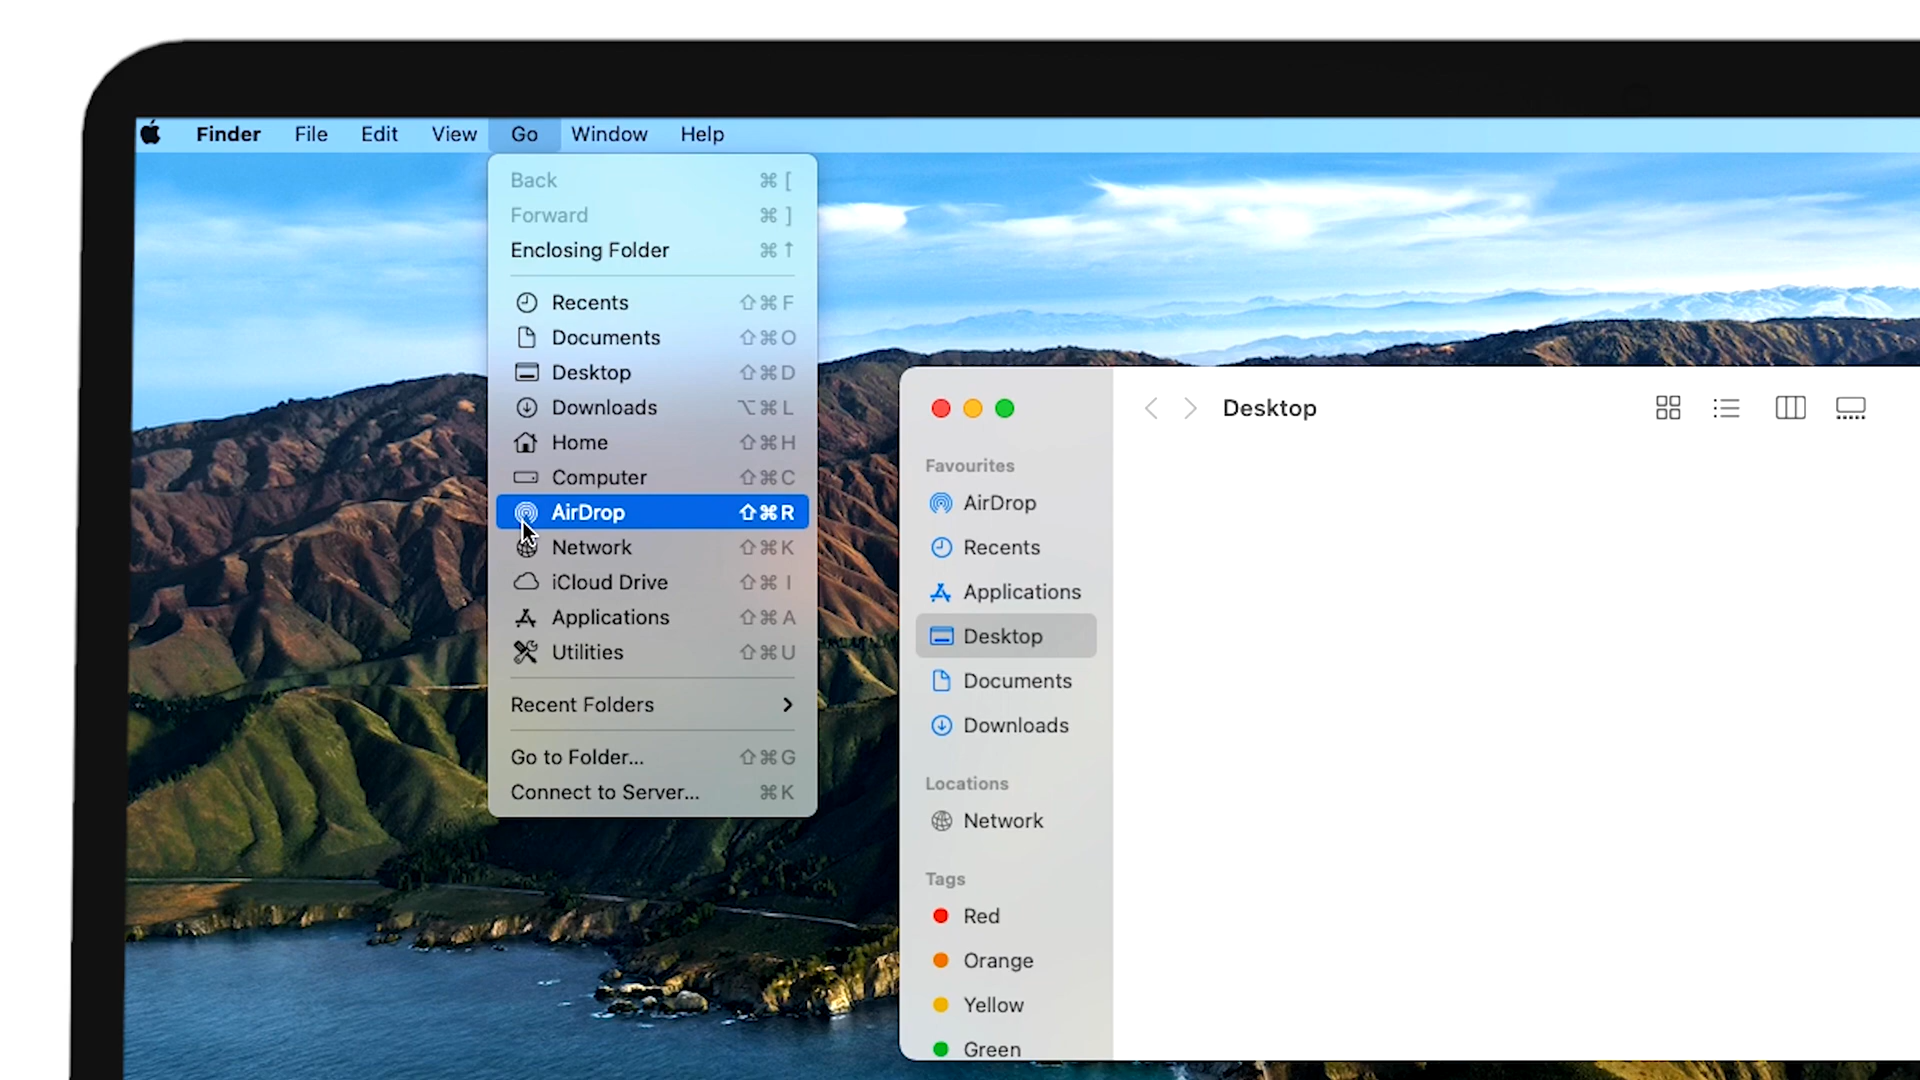 Finder File Edit View Go Window Help
Back ⌘ [
Forward ⌘ ]
Enclosing Folder ⌘ ↑
Recents ⇧ ⌘ F
Documents ⇧ ⌘ O
Desktop ⇧ ⌘ D
Downloads ⌥ ⌘ L
Home ⇧ ⌘ H
Computer ⇧ ⌘ C
AirDrop ⇧ ⌘ R
Network ⇧ ⌘ K
iCloud Drive ⇧ ⌘ I
Applications ⇧ ⌘ A
Utilities ⇧ ⌘ U
Recent Folders
Go to Folder... ⇧ ⌘ G
Connect to Server... ⌘ K
Desktop
Favourites
AirDrop
Recents
Applications
Desktop
Documents
Downloads
Locations
Network
Tags
Red
Orange
Yellow
Green